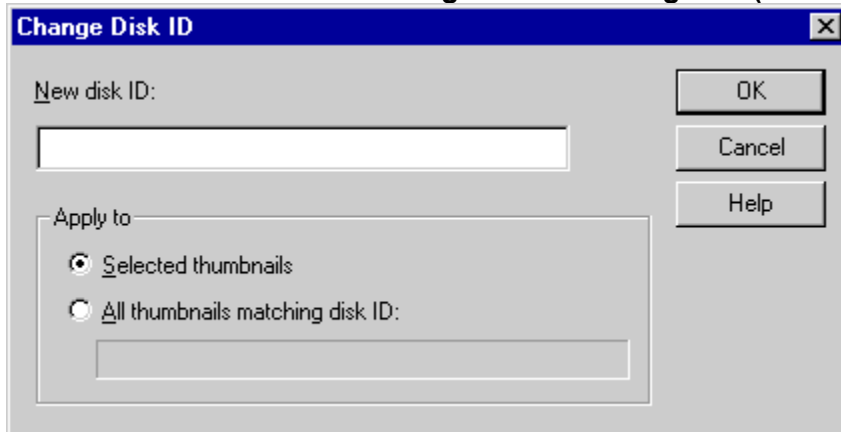 Change Disk ID
New disk ID:
OK
Cancel
Help
Apply to
Selected thumbnails
All thumbnails matching disk ID: